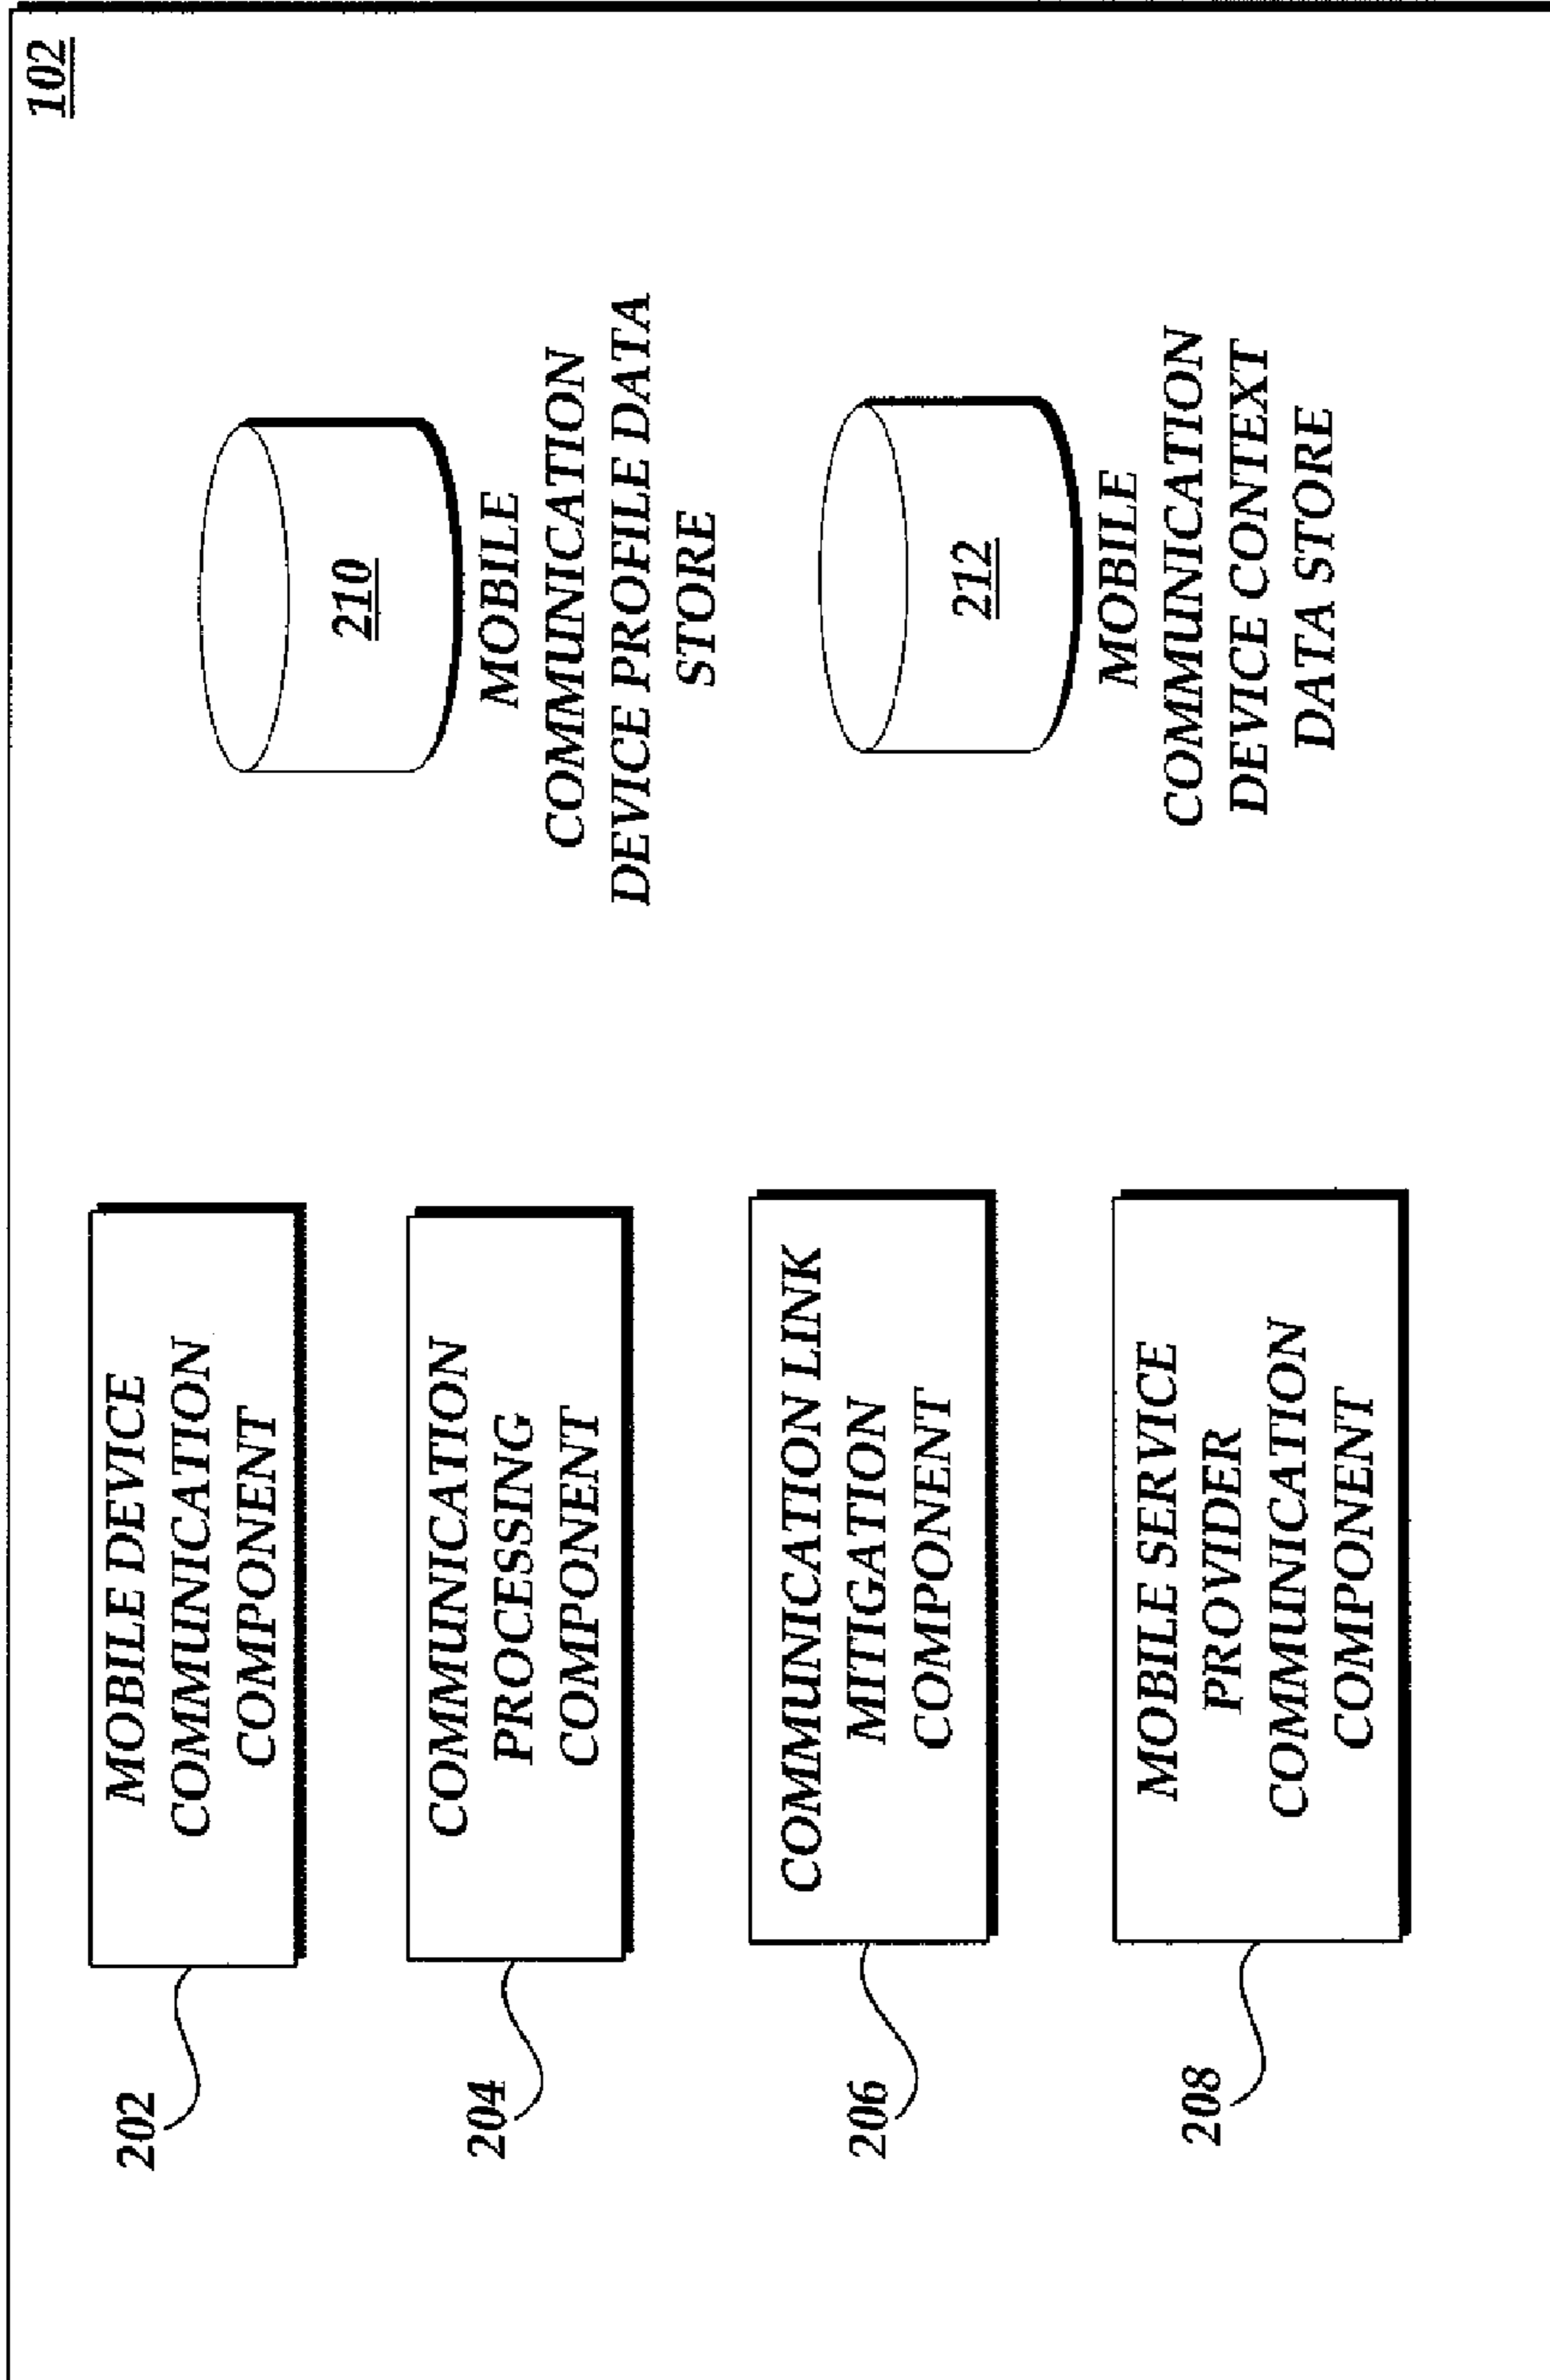 102
202
MOBILE DEVICE
COMMUNICATION
COMPONENT
204
COMMUNICATION
PROCESSING
COMPONENT
206
COMMUNICATION LINK
MITIGATION
COMPONENT
208
MOBILE SERVICE
PROVIDER
COMMUNICATION
COMPONENT
210
MOBILE
COMMUNICATION
DEVICE PROFILE DATA
STORE
212
MOBILE
COMMUNICATION
DEVICE CONTEXT
DATA STORE